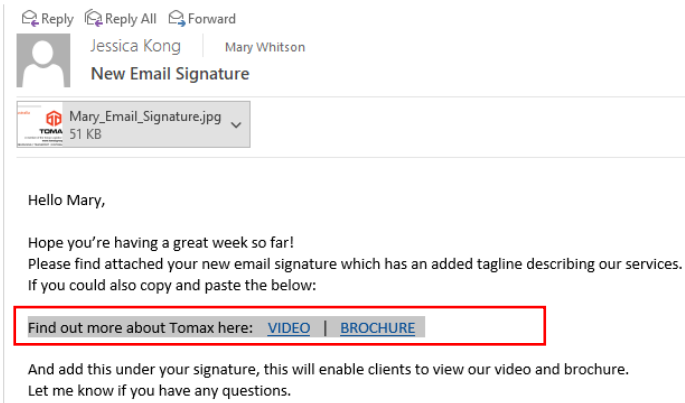 Reply Reply All Forward
Jessica Kong Mary Whitson
New Email Signature
Mary_Email_Signature.jpg
TOMA
51 KB
Hello Mary,
Hope you're having a great week so far!
Please find attached your new email signature which has an added tagline describing our services.
If you could also copy and paste the below:
Find out more about Tomax here: VIDEO | BROCHURE
And add this under your signature, this will enable clients to view our video and brochure.
Let me know if you have any questions.